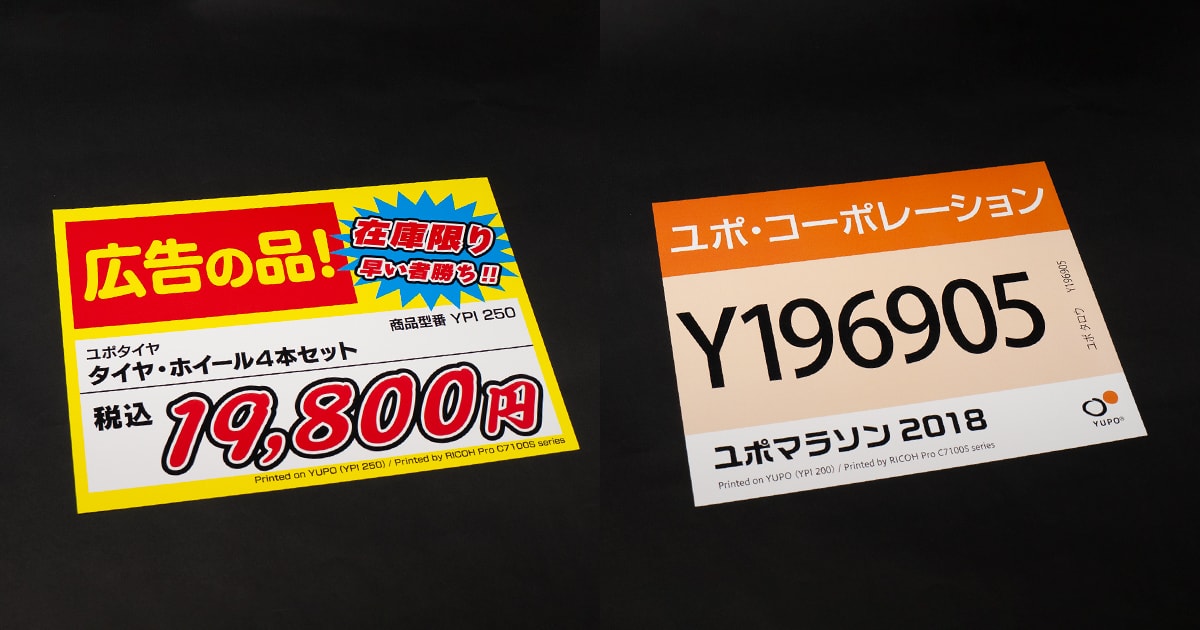 広告の品!
在庫限り
早い者勝ち!!
商品型番 YPI 250
ユポタイヤ
タイヤ・ホイール4本セット
税込 19,800円
Printed on YUPO (YPI 250) / Printed by RICOH Pro C7100S series
ユポ・コーポレーション
Y196905
ユポ タロウ Y196905
ユポマラソン 2018
YUPO®
Printed on YUPO (YPI 200) / Printed by RICOH Pro C7100S series